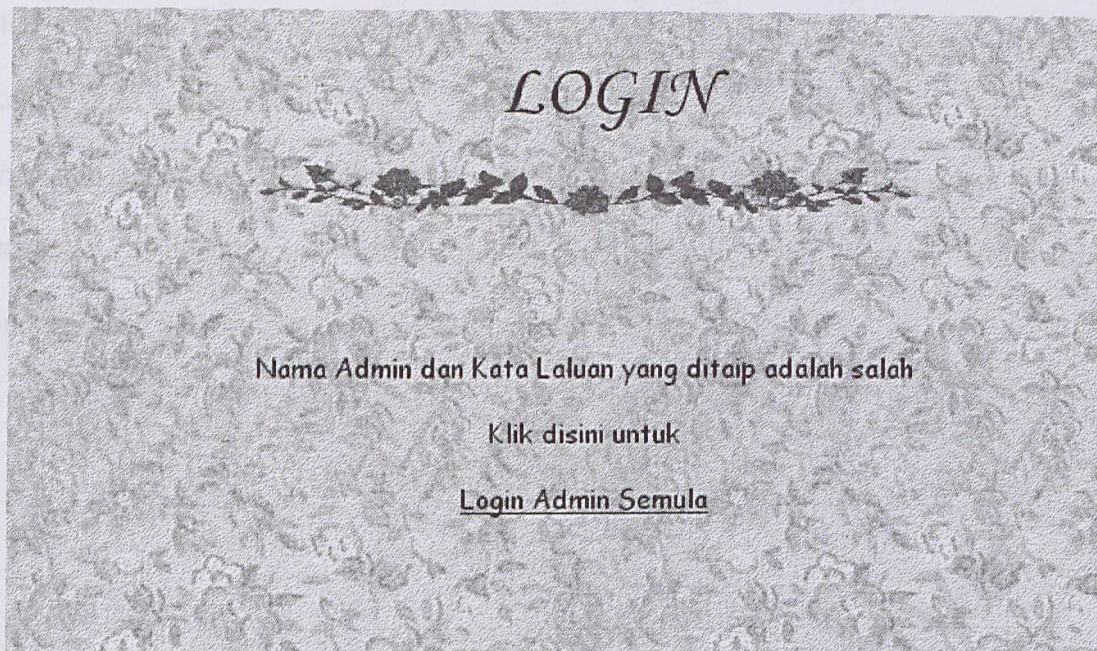 LOGIN
Nama Admin dan Kata Laluan yang ditaip adalah salah
Klik disini untuk
Login Admin Semula